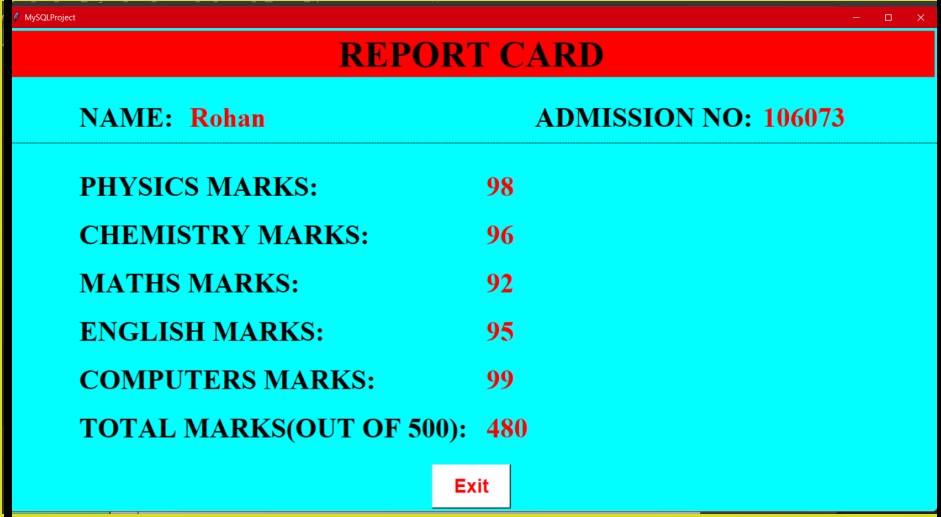 MySQLProject
REPORT CARD
NAME: Rohan ADMISSION NO: 106073
PHYSICS MARKS: 98
CHEMISTRY MARKS: 96
MATHS MARKS: 92
ENGLISH MARKS: 95
COMPUTERS MARKS: 99
TOTAL MARKS(OUT OF 500): 480
Exit